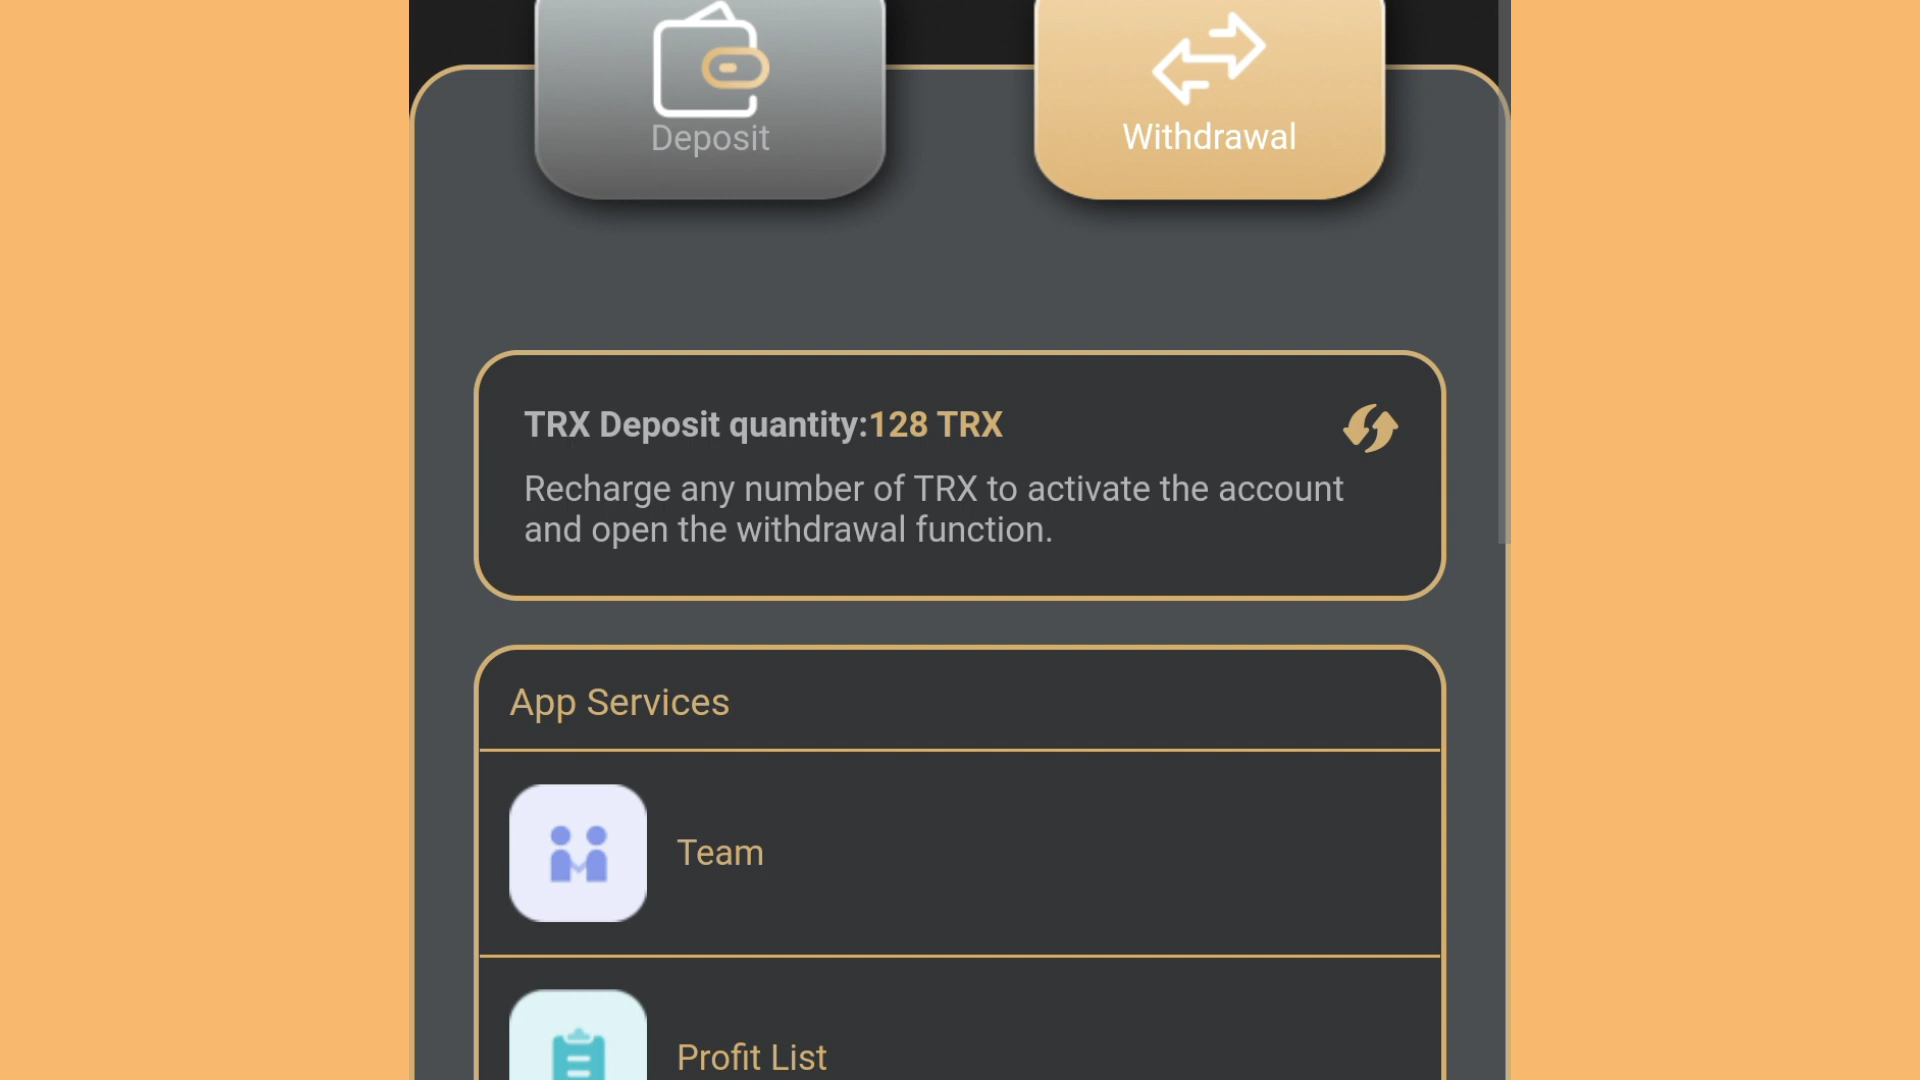 Deposit
Withdrawal
TRX Deposit quantity:128 TRX
Recharge any number of TRX to activate the account
and open the withdrawal function.
App Services
Team
Profit List